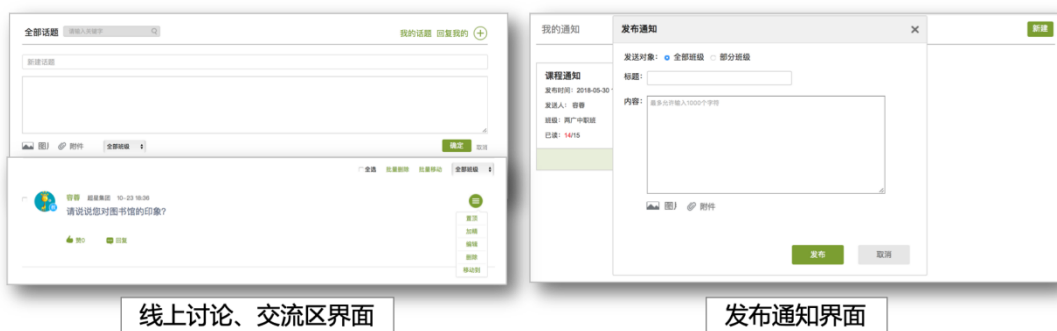 全部话题 请输入关键字 我的话题 回复我的
新建话题
附件 全部班级 确定 取消
全选 批量删除 批量移动 全部班级
容蓉 超星集团 10-23 18:36
请说说您对图书馆的印象?
置顶
赞0 回复
加精
编辑
删除
移动到
线上讨论、交流区界面
我的通知 发布通知 新建
发送对象: 全部班级 部分班级
课程通知
标题:
发布时间: 2018-05-30
内容: 最多允许输入1000个字符
发送人:
班级: 两广中职班
已读: 14/15
附件
发布 取消
发布通知界面